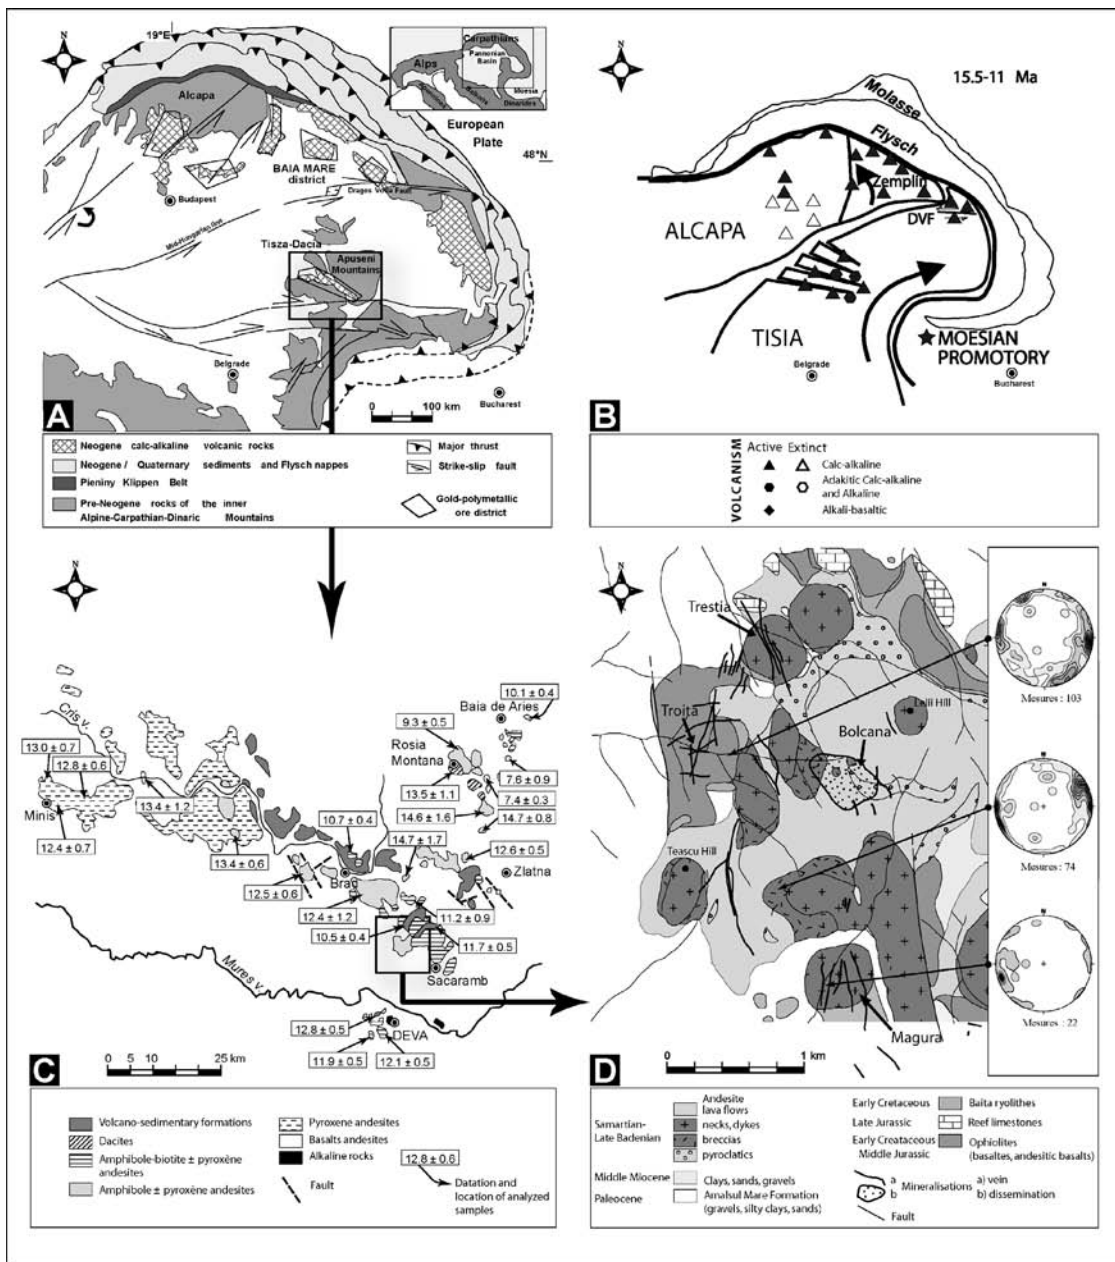 N
19°E
Alcapa
BAIA MARE
district
Budapest
Dragos Voda Fault
Mid-Hungarian line
Tisza-Dacia
Apuseni
Mountains
Belgrade
Bucharest
0 100 km
A
Carpathians
Pannonian
Basin
Alps
Moesia
Dinarides
European
Plate
48°N
Neogene calc-alkaline volcanic rocks
Neogene / Quaternary sediments and Flysch nappes
Pieniny Klippen Belt
Pre-Neogene rocks of the inner
Alpine-Carpathian-Dinaric Mountains
Major thrust
Strike-slip fault
Gold-polymetallic
ore district
N
15.5-11 Ma
Molasse
Flysch
Zemplin
DVF
ALCAPA
TISIA
MOESIAN
PROMOTORY
Belgrade
Bucharest
B
VOLCANISM
Active Extinct
Calc-alkaline
Adakitic Calc-alkaline
and Alkaline
Alkali-basaltic
N
Cris v.
13.0 ± 0.7
12.8 ± 0.6
Minis
12.4 ± 0.7
13.4 ± 1.2
13.4 ± 0.6
12.5 ± 0.6
10.7 ± 0.4
Brad
12.4 ± 1.2
10.5 ± 0.4
14.7 ± 1.7
9.3 ± 0.5
Rosia
Montana
13.5 ± 1.1
14.6 ± 1.6
10.1 ± 0.4
Baia de Aries
7.6 ± 0.9
7.4 ± 0.3
14.7 ± 0.8
12.6 ± 0.5
Zlatna
11.2 ± 0.9
11.7 ± 0.5
Sacaramb
Mures v.
12.8 ± 0.5
DEVA
11.9 ± 0.5
12.1 ± 0.5
C
0 5 10 25 km
Volcano-sedimentary formations
Dacites
Amphibole-biotite ± pyroxène
andesites
Amphibole ± pyroxène andesites
Pyroxene andesites
Basalts andesites
Alkaline rocks
Fault
12.8 ± 0.6
Datation and
location of analyzed
samples
N
Trestia
Troita
Bolcana
Lelii Hill
Teascu Hill
Magura
N
Mesures : 103
N
Mesures : 74
N
Mesures : 22
D
0 1 km
Samartian-
Late Badenian
Andesite
lava flows
necks, dykes
breccias
pyroclatics
Middle Miocene
Clays, sands, gravels
Paleocene
Amalsul Mare Formation
(gravels, silty clays, sands)
Early Cretaceous
Baita ryolithes
Late Jurassic
Reef limestones
Early Creataceous
Middle Jurassic
Ophiolites
(basaltes, andesitic basalts)
a
b
Mineralisations
a) vein
b) dissemination
Fault